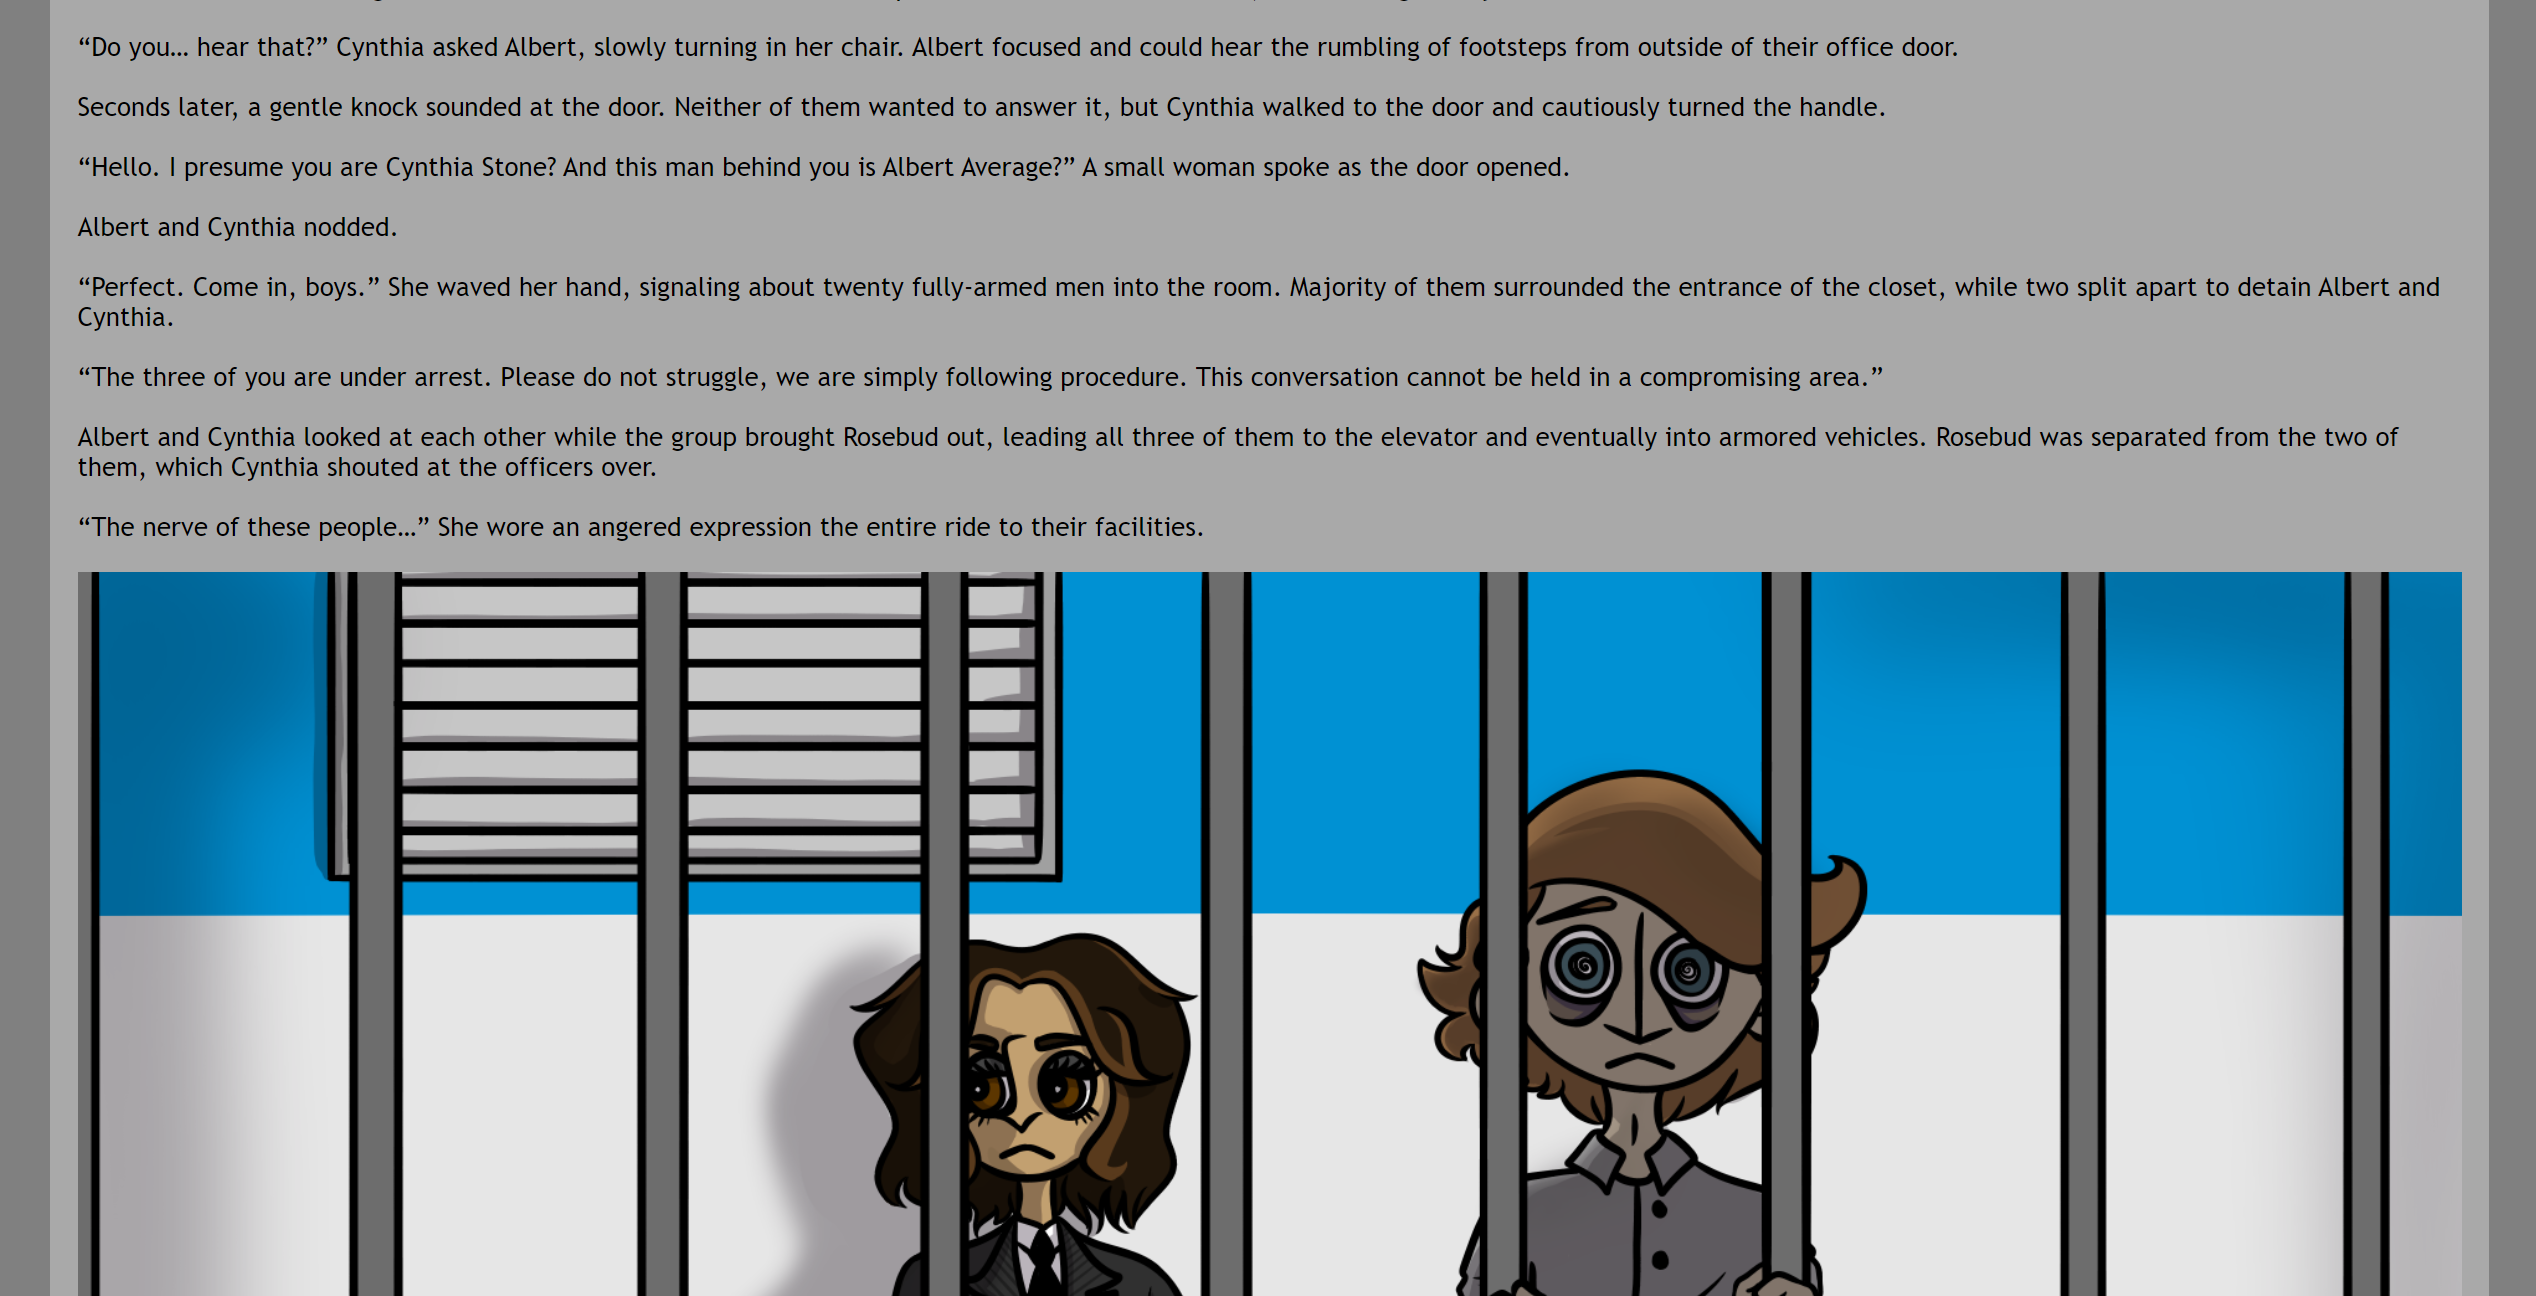 “Do you… hear that?” Cynthia asked Albert, slowly turning in her chair. Albert focused and could hear the rumbling of footsteps from outside of their office door.
Seconds later, a gentle knock sounded at the door. Neither of them wanted to answer it, but Cynthia walked to the door and cautiously turned the handle.
“Hello. I presume you are Cynthia Stone? And this man behind you is Albert Average?” A small woman spoke as the door opened.
Albert and Cynthia nodded.
“Perfect. Come in, boys.” She waved her hand, signaling about twenty fully-armed men into the room. Majority of them surrounded the entrance of the closet, while two split apart to detain Albert and
Cynthia.
“The three of you are under arrest. Please do not struggle, we are simply following procedure. This conversation cannot be held in a compromising area.”
Albert and Cynthia looked at each other while the group brought Rosebud out, leading all three of them to the elevator and eventually into armored vehicles. Rosebud was separated from the two of
them, which Cynthia shouted at the officers over.
“The nerve of these people…” She wore an angered expression the entire ride to their facilities.